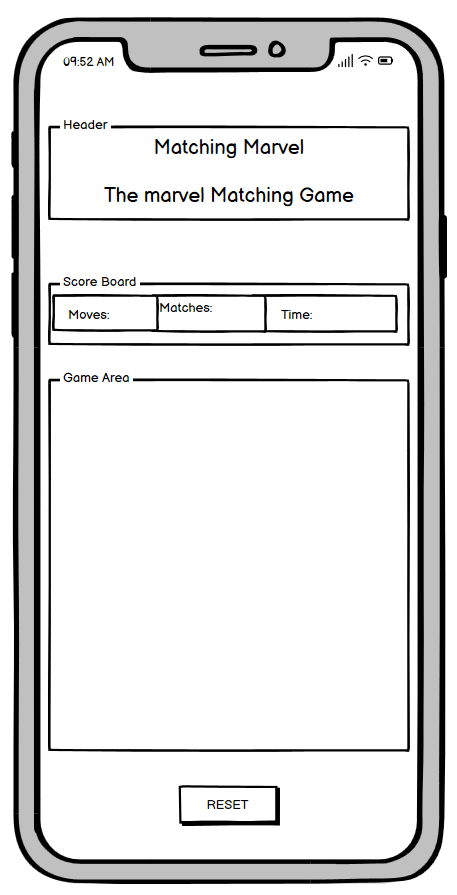 09:52 AM
Header
Matching Marvel
The marvel Matching Game
Score Board
Moves:
Matches:
Time:
Game Area
RESET